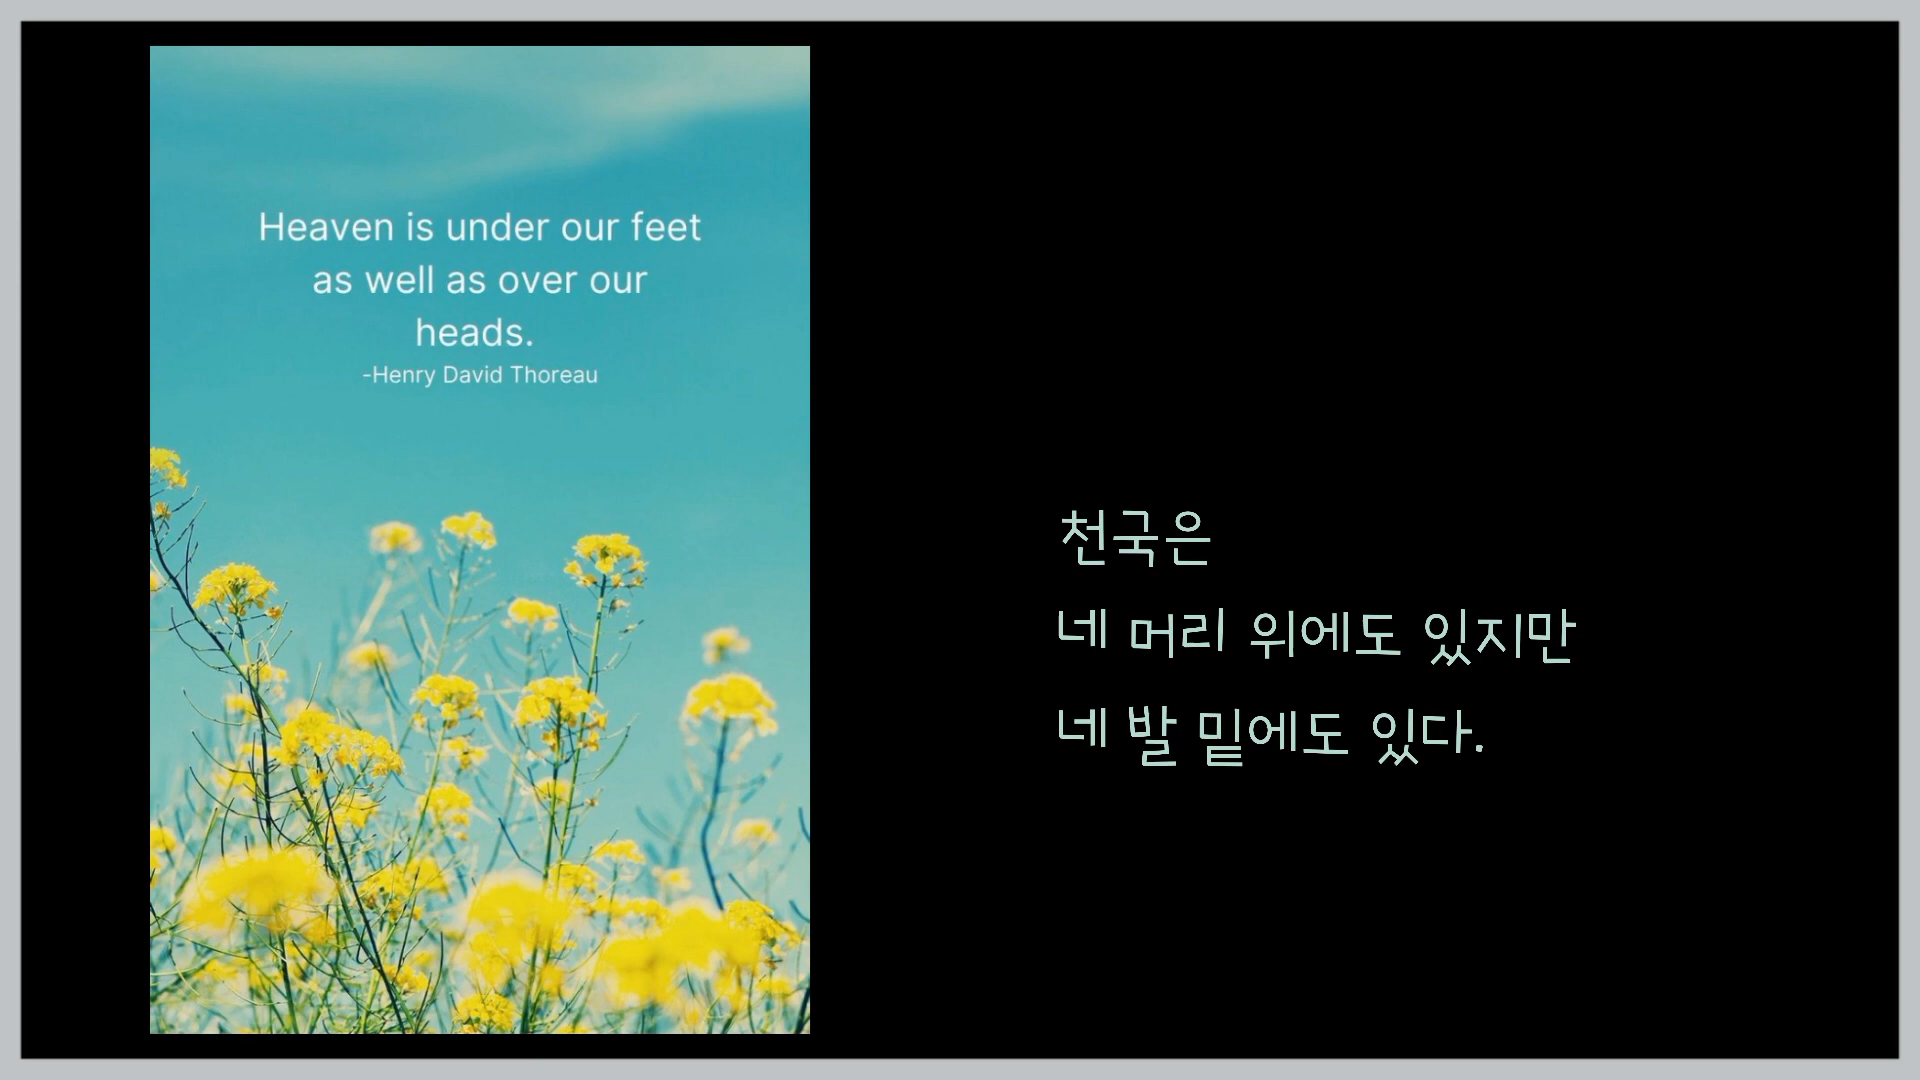 Heaven is under our feet
as well as over our
heads.
-Henry David Thoreau
천국은
네 머리 위에도 있지만
네 발 밑에도 있다.